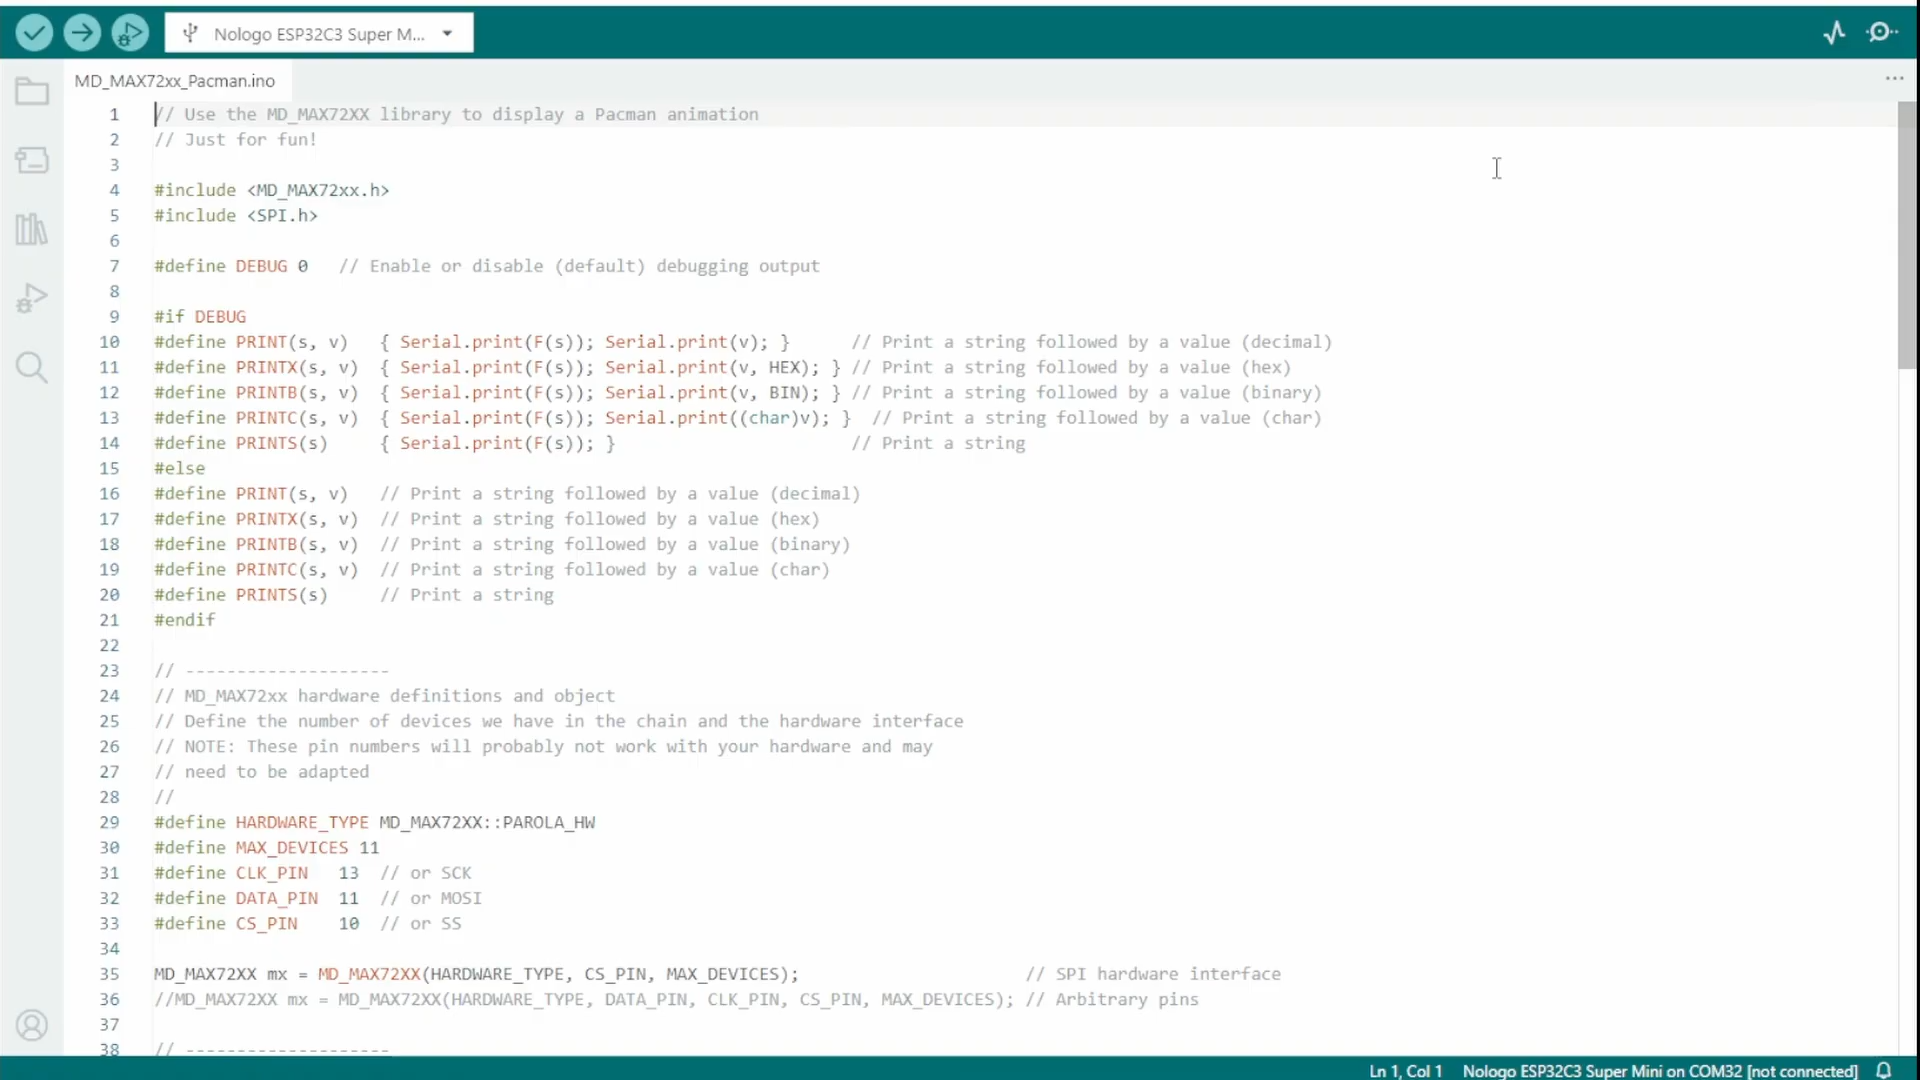 Nologo ESP32C3 Super M...
MD_MAX72xx_Pacman.ino
1 // Use the MD_MAX72XX library to display a Pacman animation
2 // Just for fun!
3
4 #include <MD_MAX72xx.h>
5 #include <SPI.h>
6
7 #define DEBUG 0   // Enable or disable (default) debugging output
8
9 #if DEBUG
10 #define PRINT(s, v)   { Serial.print(F(s)); Serial.print(v); }      // Print a string followed by a value (decimal)
11 #define PRINTX(s, v)  { Serial.print(F(s)); Serial.print(v, HEX); } // Print a string followed by a value (hex)
12 #define PRINTB(s, v)  { Serial.print(F(s)); Serial.print(v, BIN); } // Print a string followed by a value (binary)
13 #define PRINTC(s, v)  { Serial.print(F(s)); Serial.print((char)v); }  // Print a string followed by a value (char)
14 #define PRINTS(s)     { Serial.print(F(s)); }                       // Print a string
15 #else
16 #define PRINT(s, v)   // Print a string followed by a value (decimal)
17 #define PRINTX(s, v)  // Print a string followed by a value (hex)
18 #define PRINTB(s, v)  // Print a string followed by a value (binary)
19 #define PRINTC(s, v)  // Print a string followed by a value (char)
20 #define PRINTS(s)     // Print a string
21 #endif
22
23 // --------------------
24 // MD_MAX72xx hardware definitions and object
25 // Define the number of devices we have in the chain and the hardware interface
26 // NOTE: These pin numbers will probably not work with your hardware and may
27 // need to be adapted
28 //
29 #define HARDWARE_TYPE MD_MAX72XX::PAROLA_HW
30 #define MAX_DEVICES 11
31 #define CLK_PIN   13  // or SCK
32 #define DATA_PIN  11  // or MOSI
33 #define CS_PIN    10  // or SS
34
35 MD_MAX72XX mx = MD_MAX72XX(HARDWARE_TYPE, CS_PIN, MAX_DEVICES);                      // SPI hardware interface
36 //MD_MAX72XX mx = MD_MAX72XX(HARDWARE_TYPE, DATA_PIN, CLK_PIN, CS_PIN, MAX_DEVICES); // Arbitrary pins
37
38 // --------------------
Ln 1, Col 1 Nologo ESP32C3 Super Mini on COM32 [not connected]